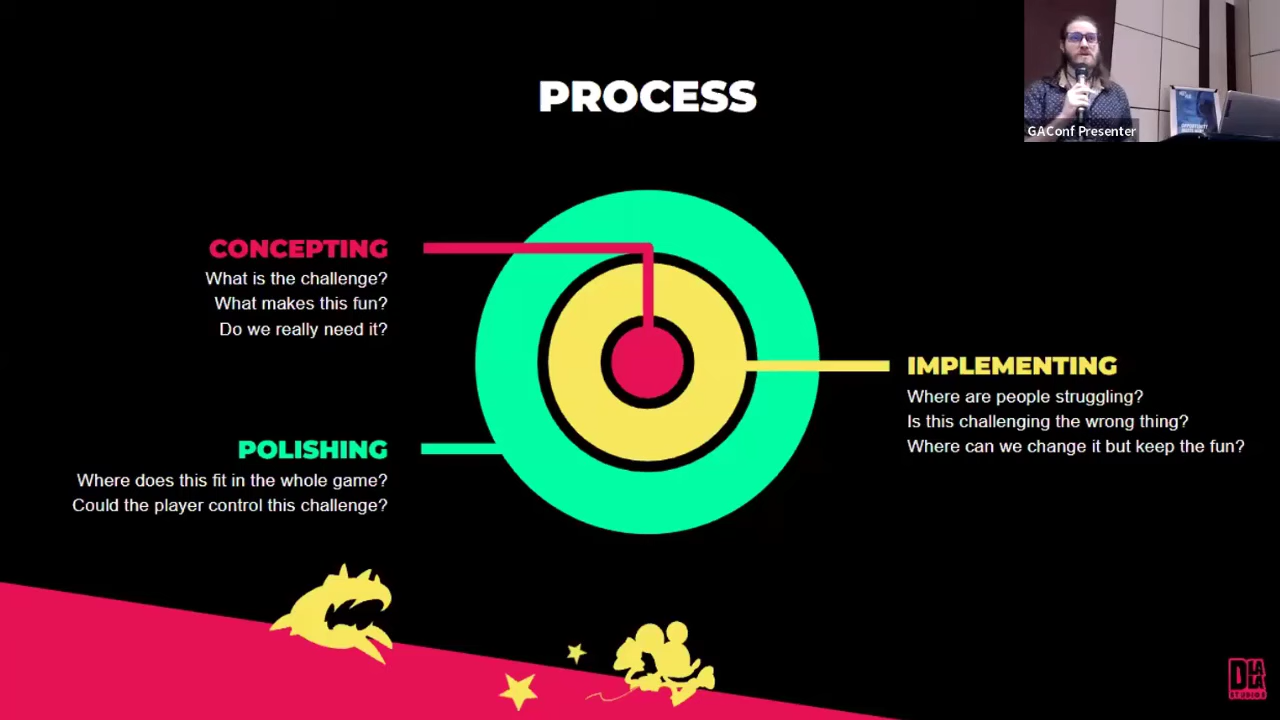 PROCESS
GAConf Presenter
CONCEPTING
What is the challenge?
What makes this fun?
Do we really need it?
IMPLEMENTING
Where are people struggling?
Is this challenging the wrong thing?
Where can we change it but keep the fun?
POLISHING
Where does this fit in the whole game?
Could the player control this challenge?
DLALA
STUDIOS